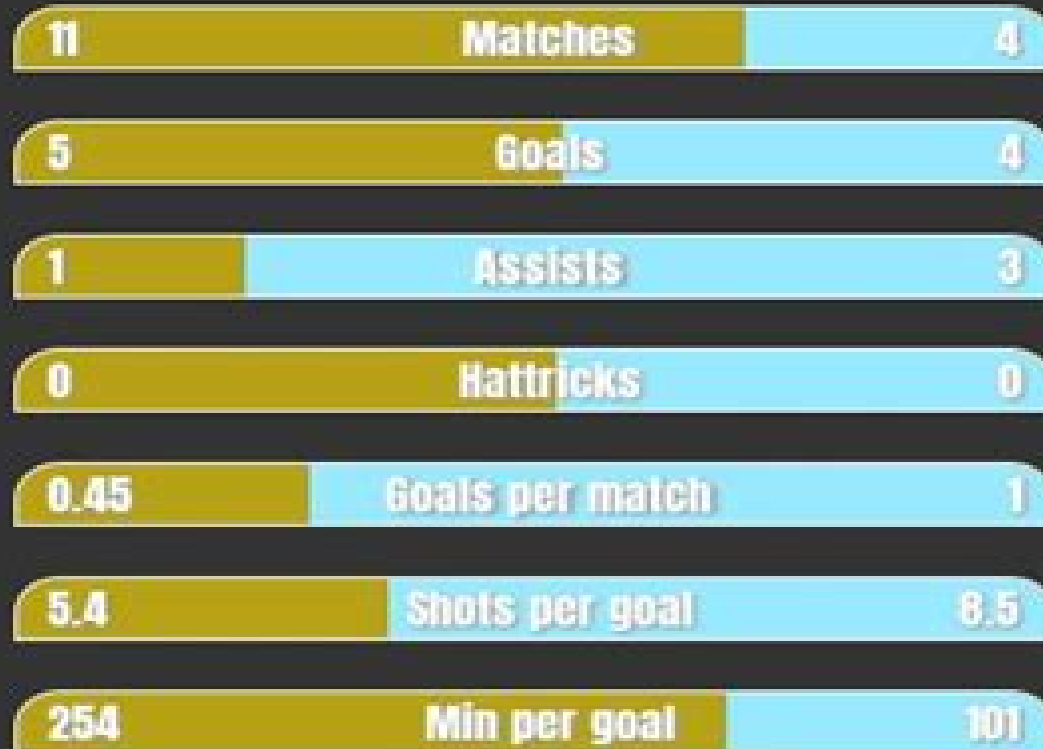 11 Matches 4
5 Goals 4
1 Assists 3
0 Hattricks 0
0.45 Goals per match 1
5.4 Shots per goal 8.5
254 Min per goal 101